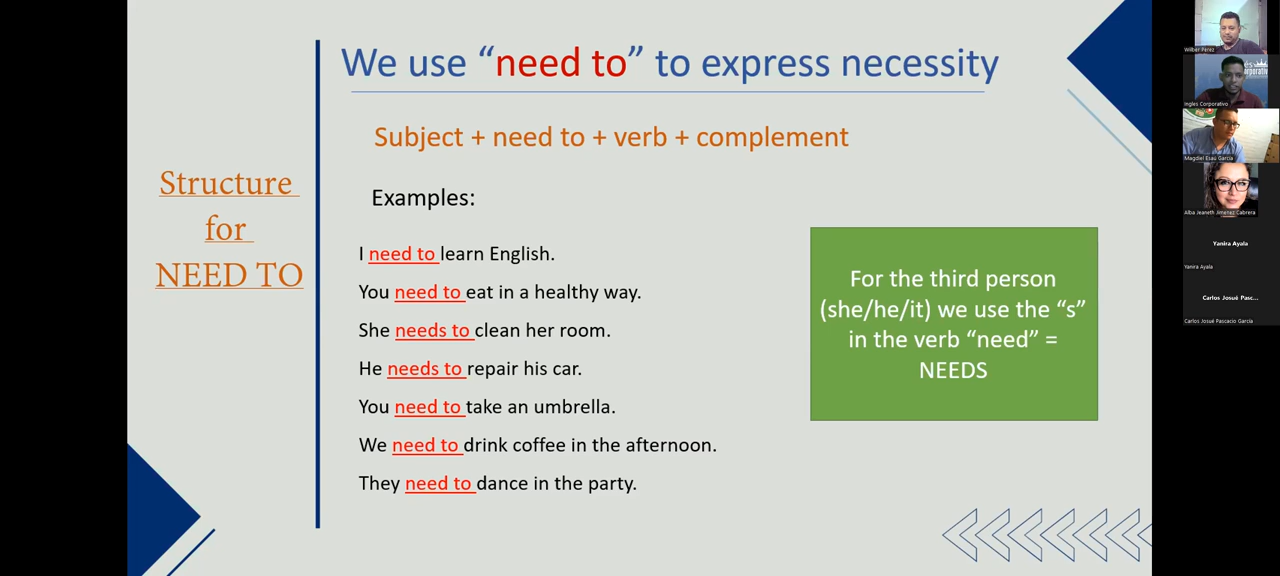 We use “need to” to express necessity
Subject + need to + verb + complement
Structure
for
NEED TO
Examples:
I need to learn English.
You need to eat in a healthy way.
She needs to clean her room.
He needs to repair his car.
You need to take an umbrella.
We need to drink coffee in the afternoon.
They need to dance in the party.
For the third person
(she/he/it) we use the “s”
in the verb “need” =
NEEDS
Wilber Perez
Ingles Corporativo
Magdiel Esaú García
Alba Jeaneth Jimenez Cabrera
Yanira Ayala
Yanira Ayala
Carlos Josué Pasc...
Carlos Josué Pascacio García